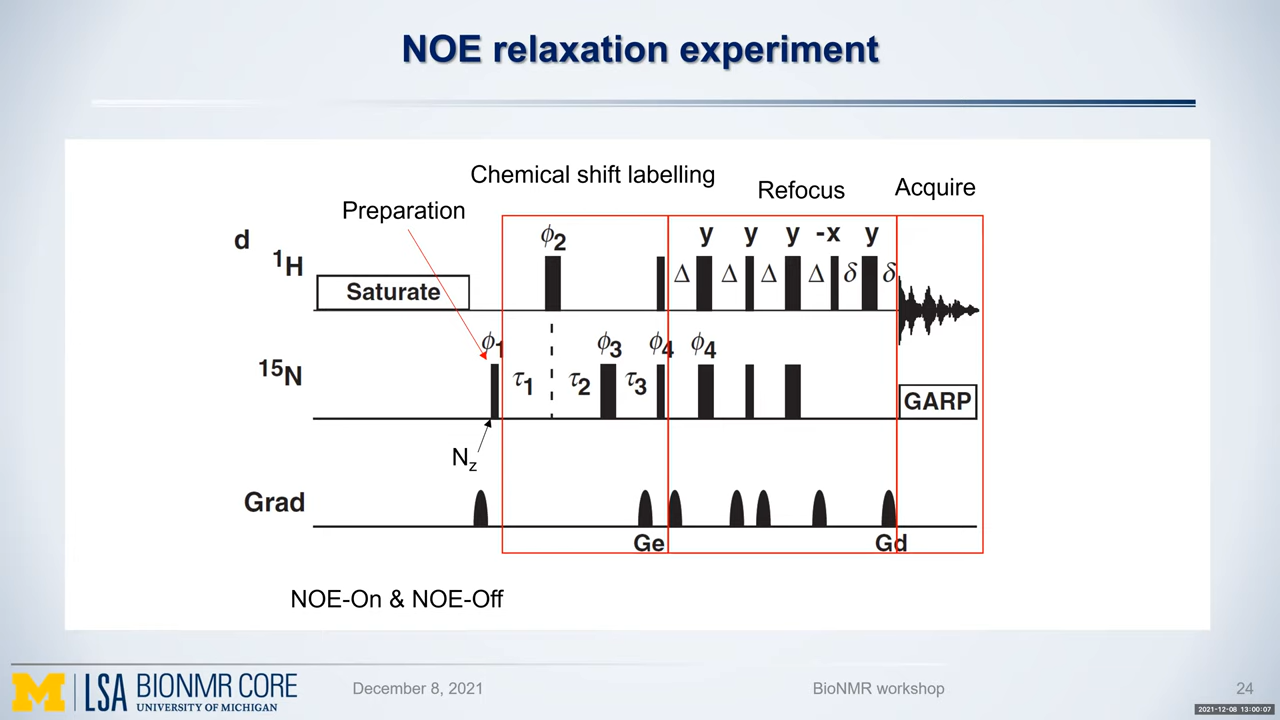 NOE relaxation experiment
Chemical shift labelling
Refocus
Acquire
Preparation
d
ϕ2
y y y -x y
1H
Saturate
Δ Δ Δ Δ δ δ
ϕ1 ϕ3 ϕ4 ϕ4
15N
τ1 τ2 τ3
GARP
Nz
Grad
Ge Gd
NOE-On & NOE-Off
M LSA BIONMR CORE
UNIVERSITY OF MICHIGAN
December 8, 2021
BioNMR workshop
24
2021-12-08 13:00:07